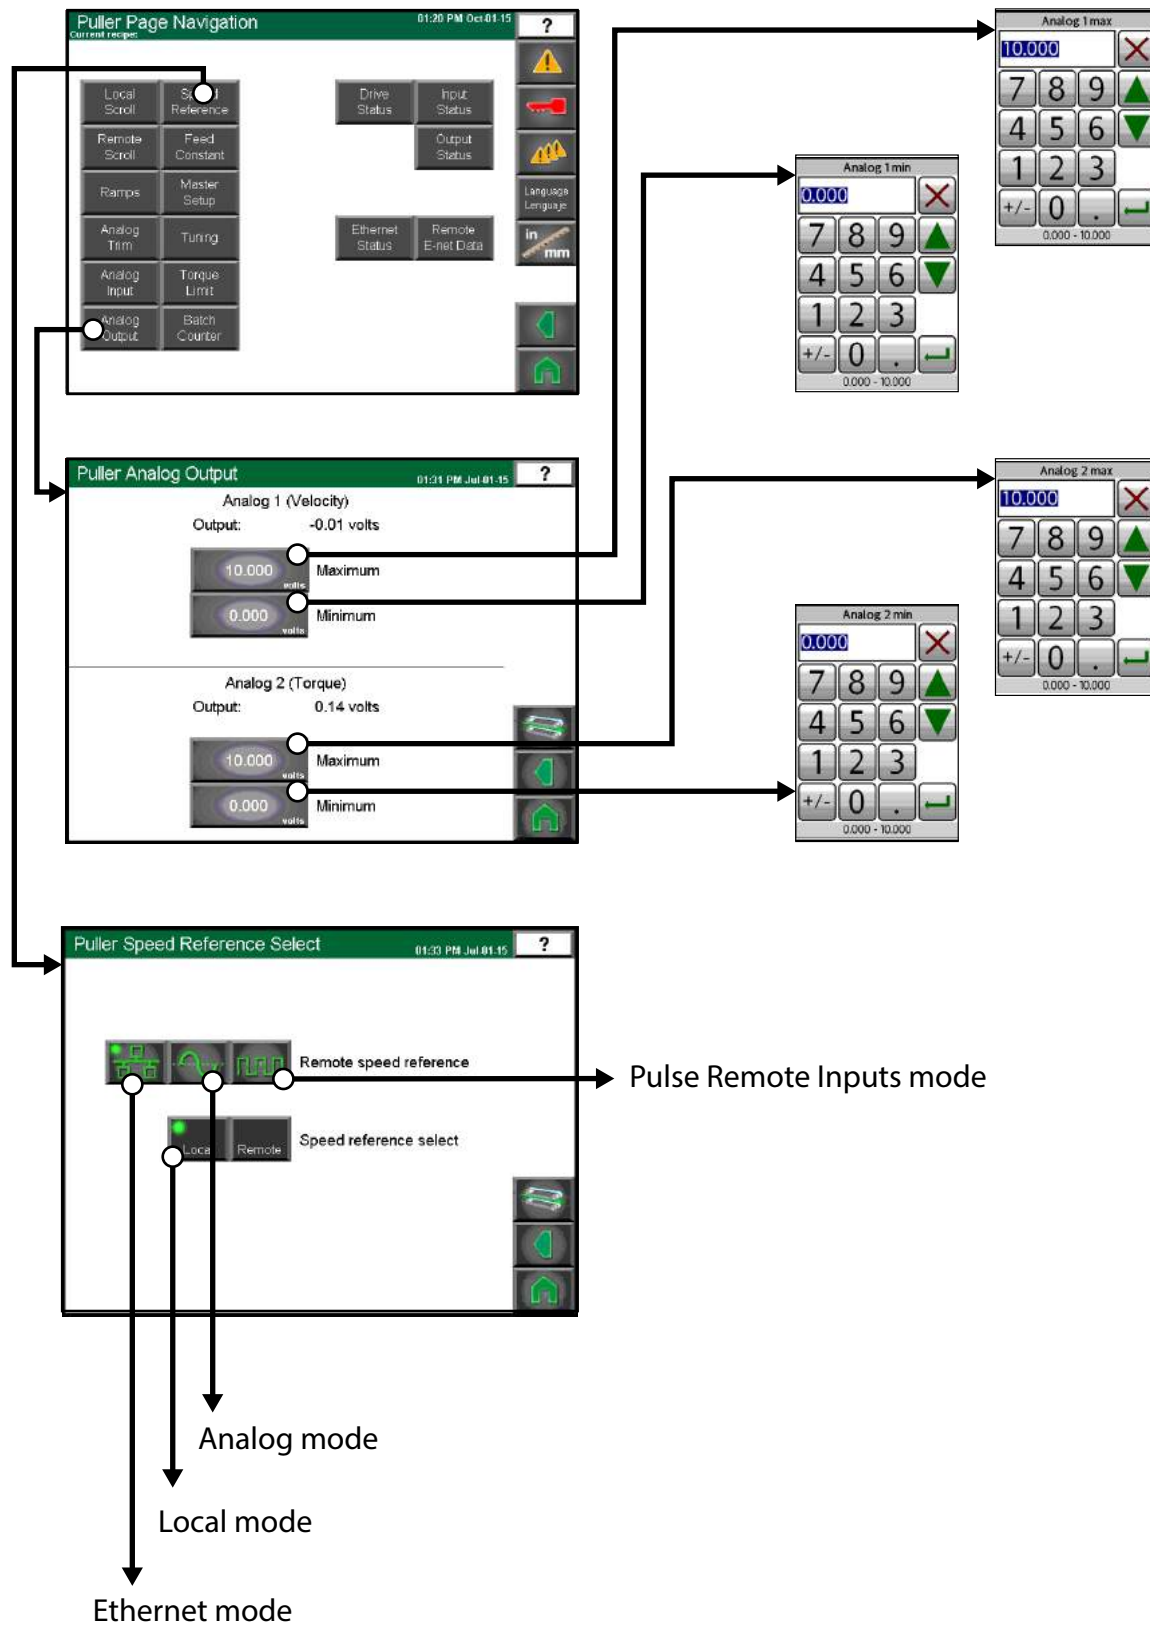 Puller Page Navigation
01:20 PM Oct-01-15
?
Current recipe:
Local
Scroll
Reference
Drive
Status
Input
Status
Remote
Scroll
Feed
Constant
Output
Status
Ramps
Master
Setup
Language
Lenguaje
Analog
Trim
Tuning
Ethernet
Status
Remote
E-net Data
in
mm
Analog
Input
Torque
Limit
Analog
Output
Batch
Counter
Analog 1 max
10.000
7 8 9
4 5 6
1 2 3
+/- 0 .
0.000 - 10.000
Analog 1 min
0.000
7 8 9
4 5 6
1 2 3
+/- 0 .
0.000 - 10.000
Puller Analog Output
01:31 PM Jul-01-15
?
Analog 1 (Velocity)
Output: -0.01 volts
10.000 volts Maximum
0.000 volts Minimum
Analog 2 (Torque)
Output: 0.14 volts
10.000 volts Maximum
0.000 volts Minimum
Analog 2 max
10.000
7 8 9
4 5 6
1 2 3
+/- 0 .
0.000 - 10.000
Analog 2 min
0.000
7 8 9
4 5 6
1 2 3
+/- 0 .
0.000 - 10.000
Puller Speed Reference Select
01:33 PM Jul-01-15
?
Remote speed reference
Pulse Remote Inputs mode
Local Remote Speed reference select
Analog mode
Local mode
Ethernet mode